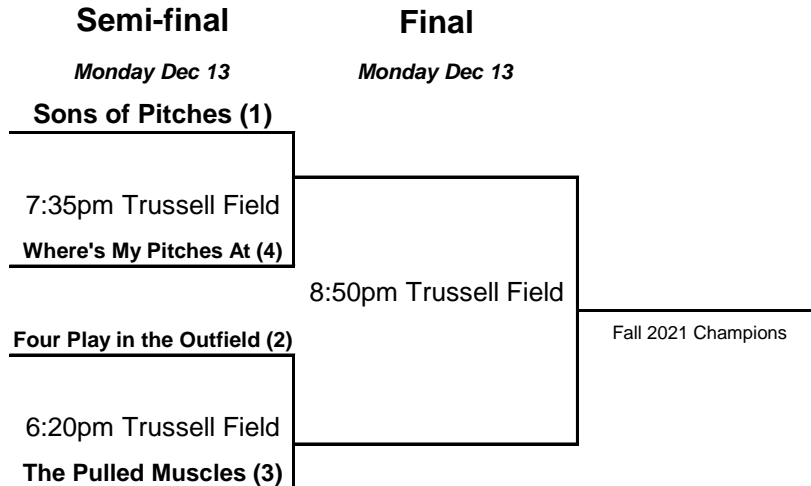 Semi-final
Final
Monday Dec 13
Monday Dec 13
Sons of Pitches (1)
7:35pm Trussell Field
Where's My Pitches At (4)
8:50pm Trussell Field
Four Play in the Outfield (2)
Fall 2021 Champions
6:20pm Trussell Field
The Pulled Muscles (3)